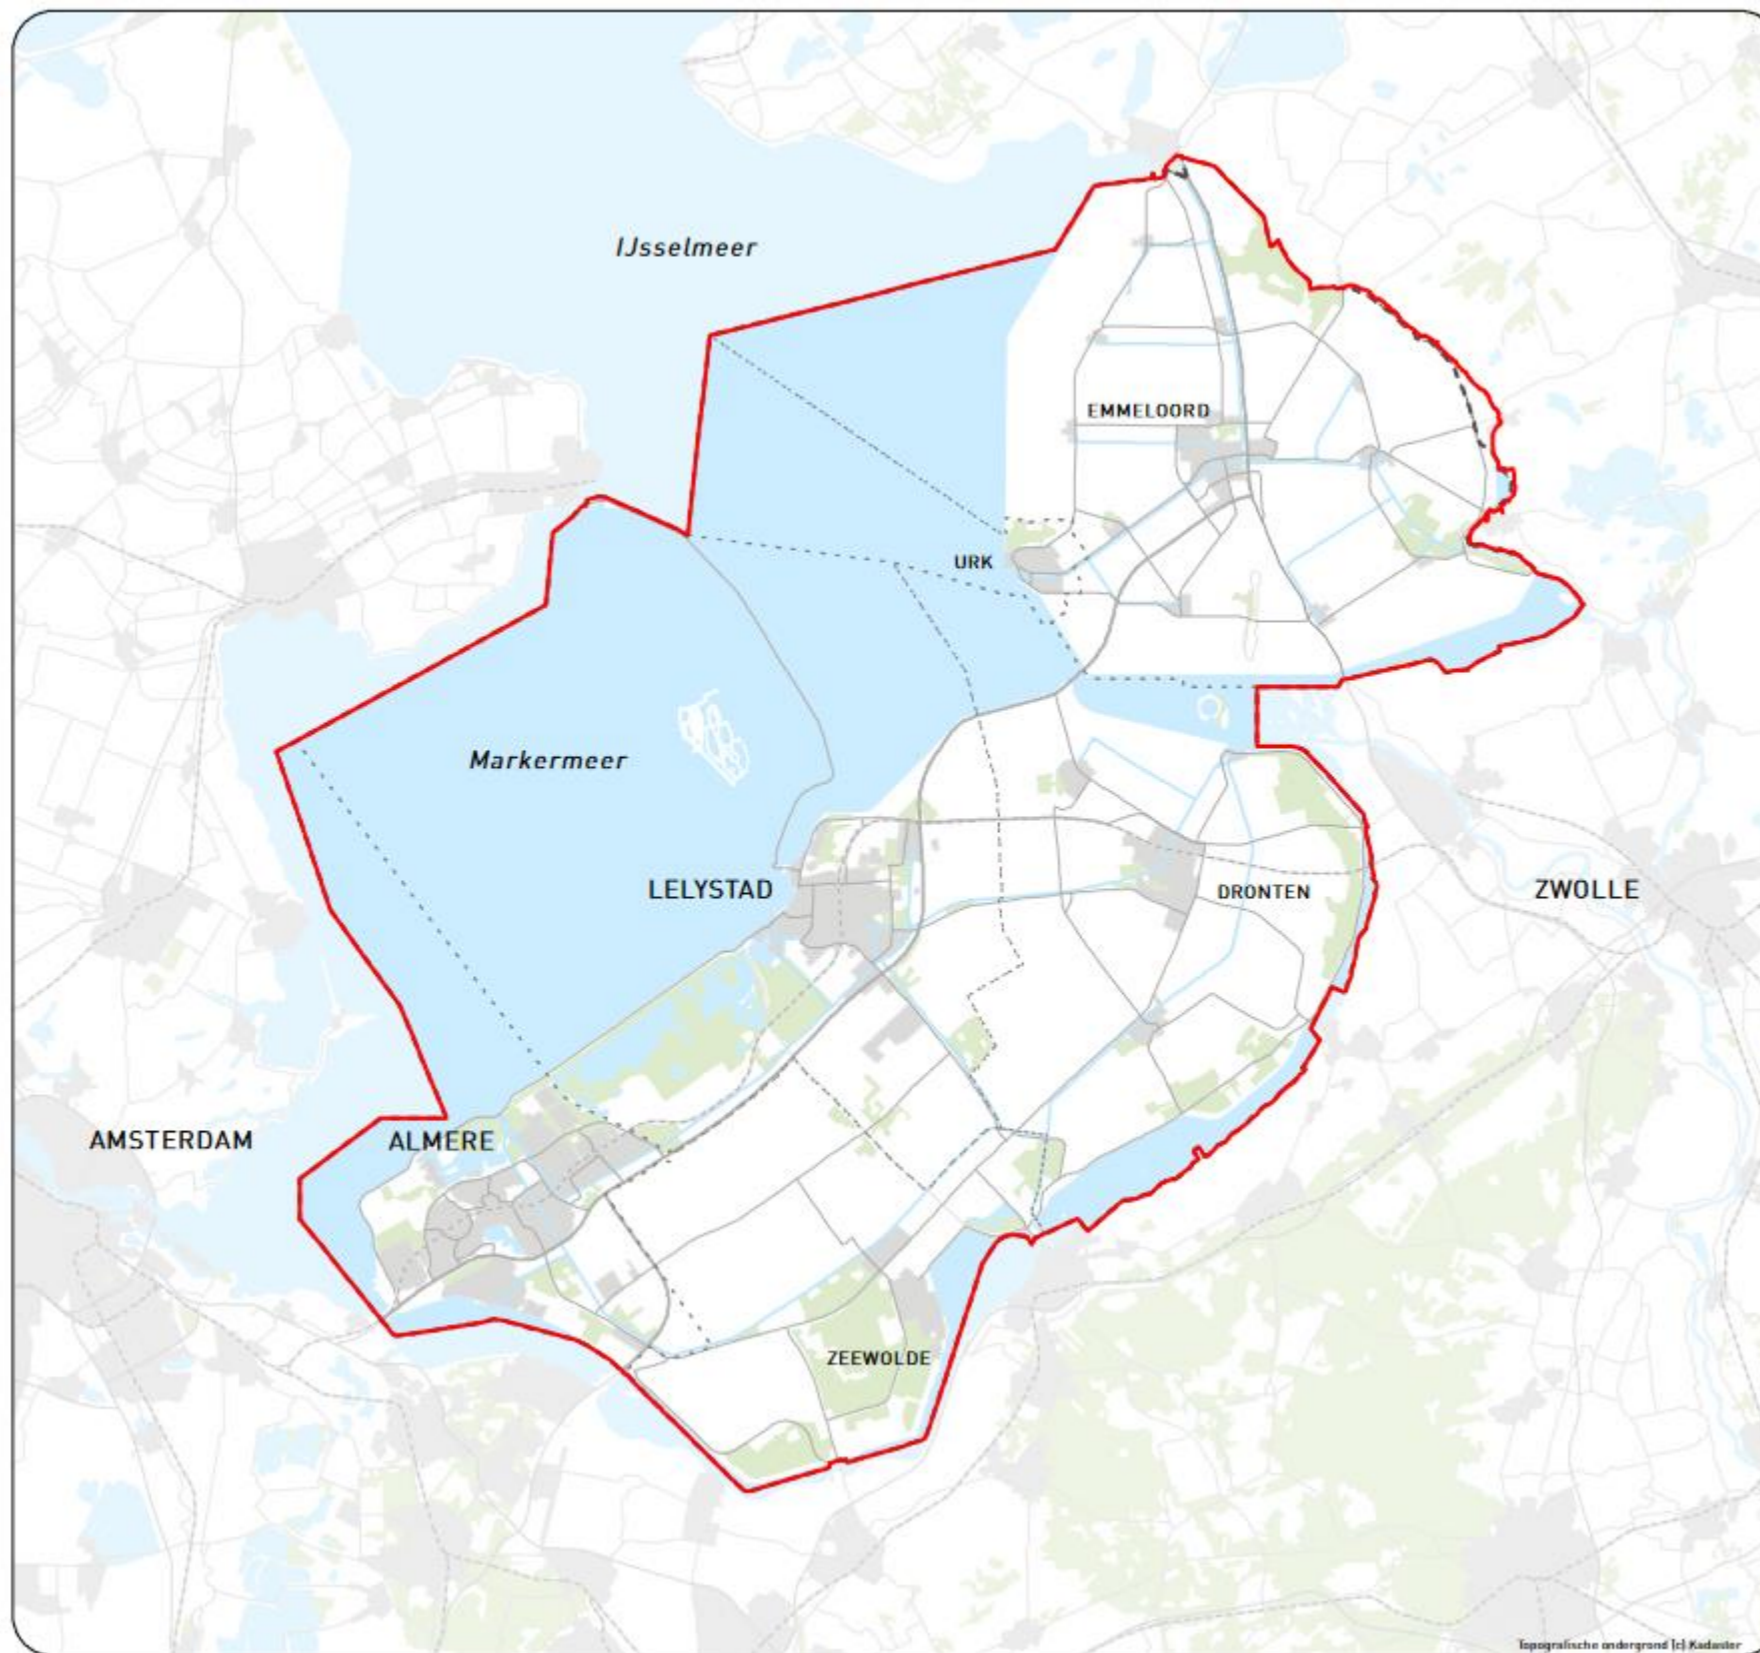 IJsselmeer
EMMELOORD
URK
Markermeer
LELYSTAD
DRONTEN
ZWOLLE
AMSTERDAM
ALMERE
ZEEWOLDE
Topografische ondergrond (c) Kadaster